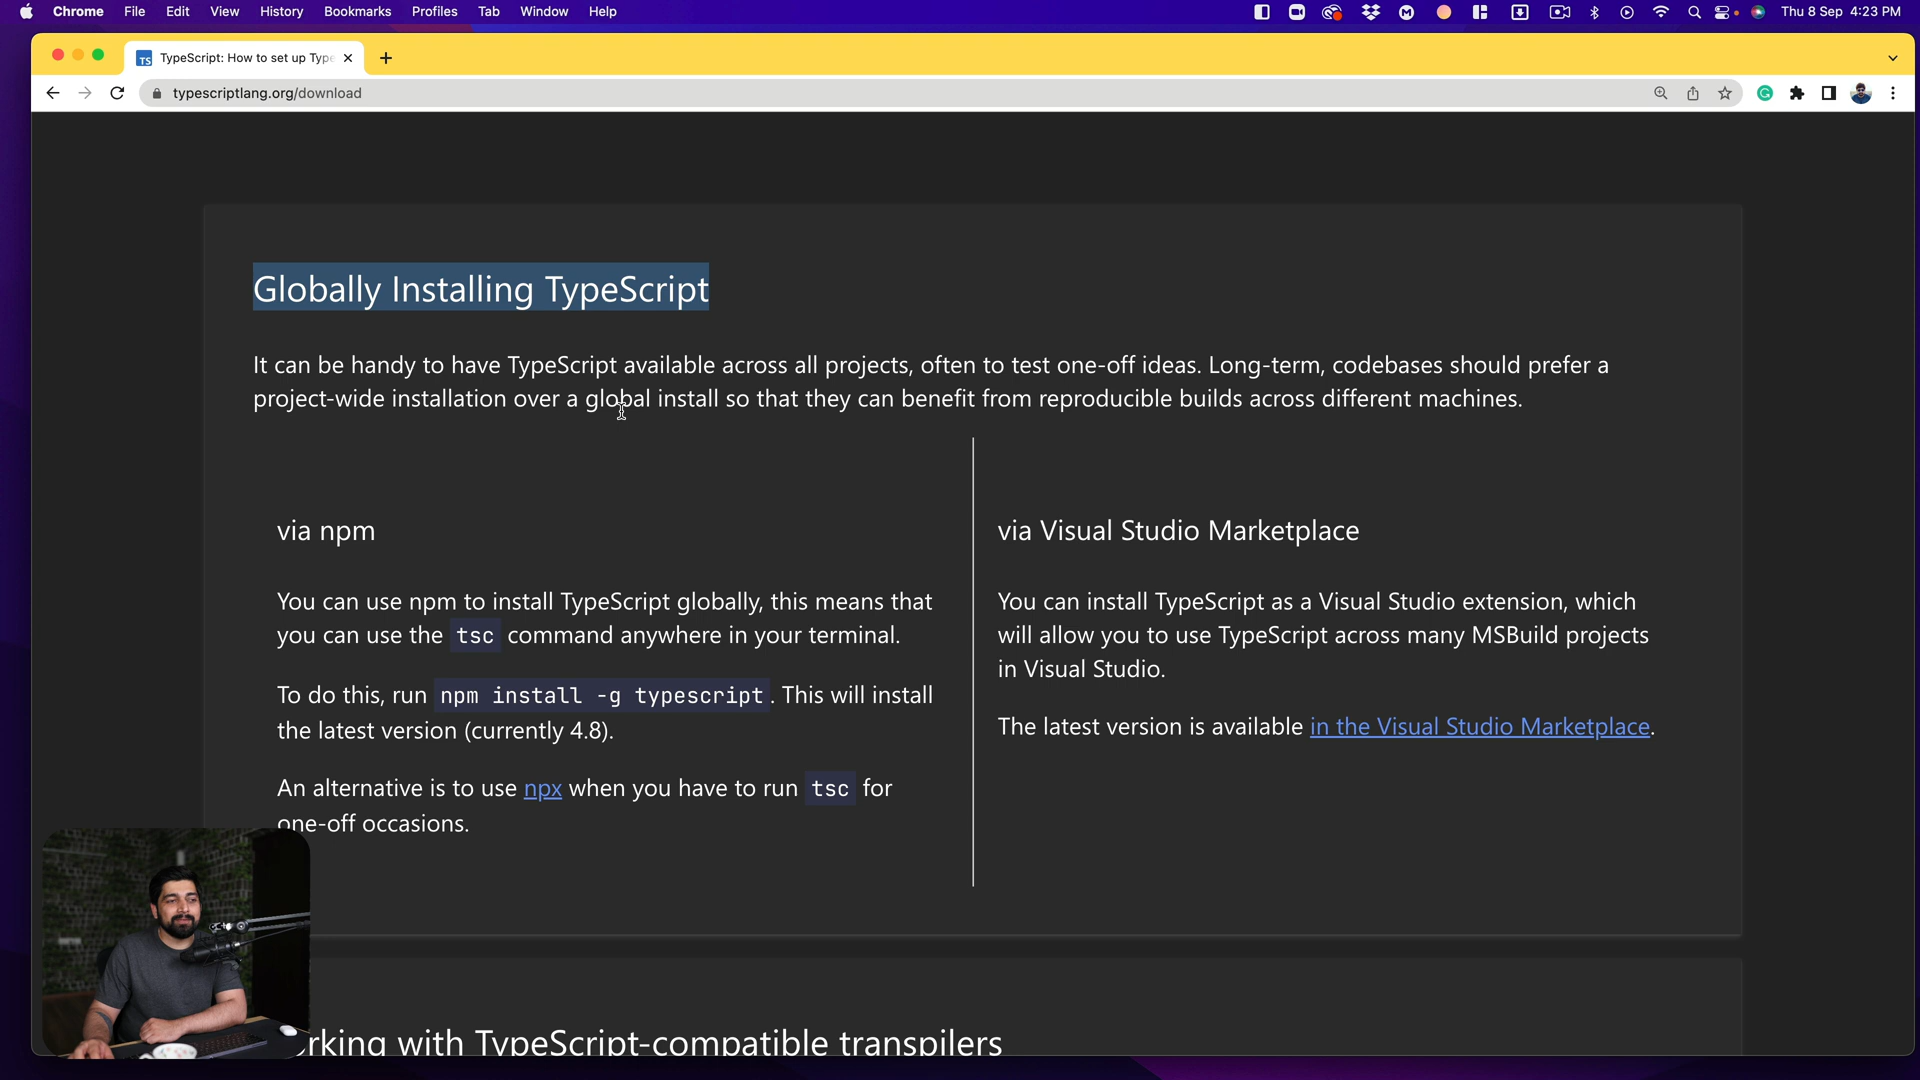 Chrome File Edit View History Bookmarks Profiles Tab Window Help Thu 8 Sep 4:23 PM
TypeScript: How to set up Type
typescriptlang.org/download
Globally Installing TypeScript
It can be handy to have TypeScript available across all projects, often to test one-off ideas. Long-term, codebases should prefer a
project-wide installation over a global install so that they can benefit from reproducible builds across different machines.
via npm
You can use npm to install TypeScript globally, this means that
you can use the tsc command anywhere in your terminal.
To do this, run npm install -g typescript. This will install
the latest version (currently 4.8).
An alternative is to use npx when you have to run tsc for
one-off occasions.
via Visual Studio Marketplace
You can install TypeScript as a Visual Studio extension, which
will allow you to use TypeScript across many MSBuild projects
in Visual Studio.
The latest version is available in the Visual Studio Marketplace.
rking with TypeScript-compatible transpilers